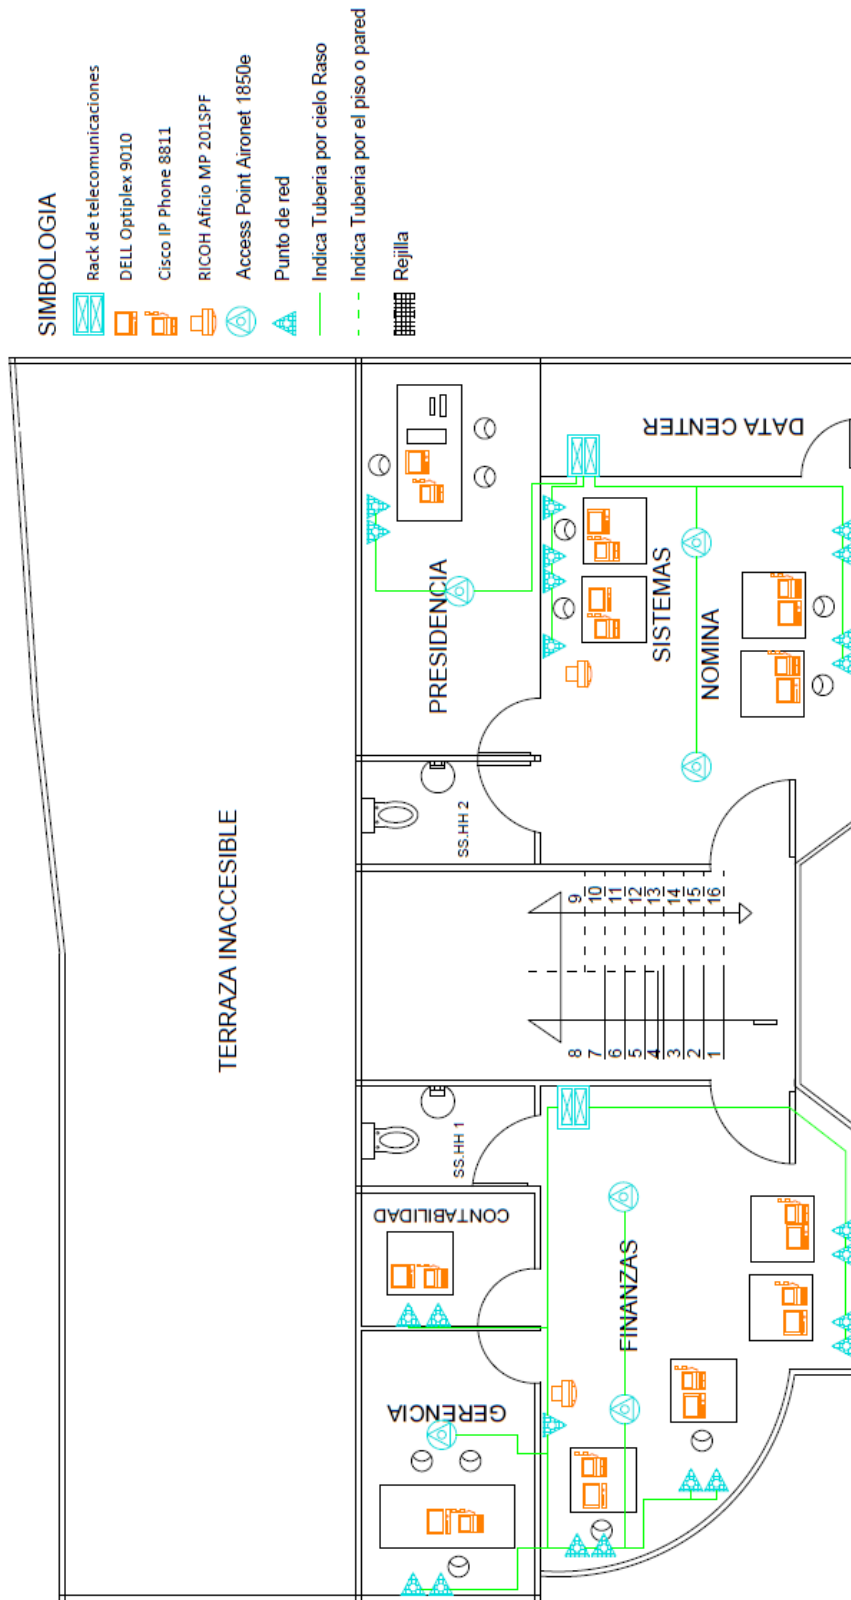 SIMBOLOGIA
Rack de telecomunicaciones
DELL Optiplex 9010
Cisco IP Phone 8811
RICOH Aficio MP 201SPF
Access Point Aironet 1850e
Punto de red
Indica Tuberia por cielo Raso
Indica Tuberia por el piso o pared
Rejilla
TERRAZA INACCESIBLE
GERENCIA
CONTABILIDAD
SS.HH 1
SS.HH 2
PRESIDENCIA
FINANZAS
8
7
6
5
4
3
2
1
9
10
11
12
13
14
15
16
SISTEMAS
NOMINA
DATA CENTER